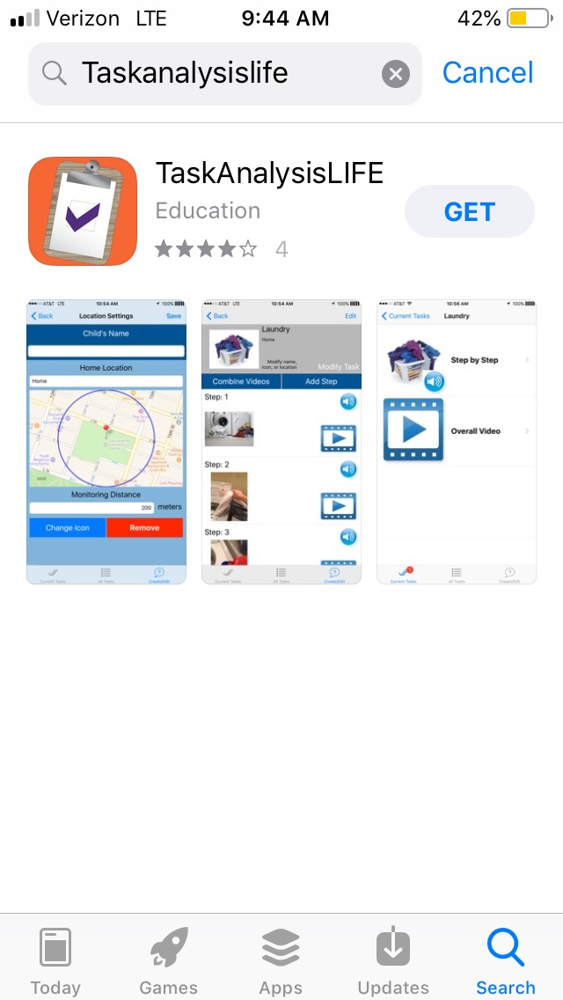 Verizon LTE 9:44 AM 42%
Taskanalysislife
Cancel
TaskAnalysisLIFE
Education
GET
4
AT&T LTE 10:54 AM 100%
Back Location Settings Save
Child's Name
Home Location
Home
Monitoring Distance
200 meters
Change Icon Remove
Current Tasks All Tasks Create/Edit
AT&T LTE 10:54 AM 100%
Back Edit
Laundry
Home
Modify name,
icon, or location
Modify Task
Combine Videos Add Step
Step: 1
Step: 2
Step: 3
Current Tasks All Tasks Create/Edit
AT&T 10:56 AM 100%
Current Tasks Laundry
Step by Step
Overall Video
1
Current Tasks All Tasks Create/Edit
Today Games Apps Updates Search